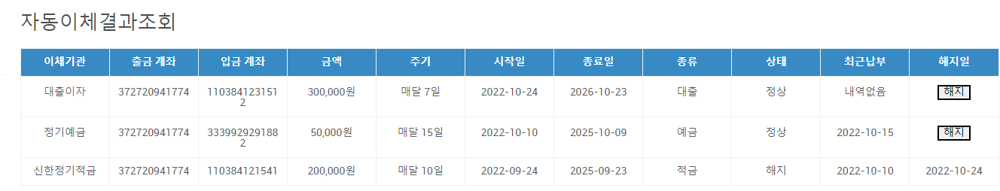 자동이체결과조회
이체기관 출금 계좌 입금 계좌 금액 주기 시작일 종료일 종류 상태 최근납부 헤지일
대출이자 372720941774 110384123151 300,000원 매달 7일 2022-10-24 2026-10-23 대출 정상 내역없음 해지
2
정기예금 372720941774 333992929188 50,000원 매달 15일 2022-10-10 2025-10-09 예금 정상 2022-10-15 해지
2
신한정기적금 372720941774 110384121541 200,000원 매달 10일 2022-09-24 2025-09-23 적금 해지 2022-10-10 2022-10-24